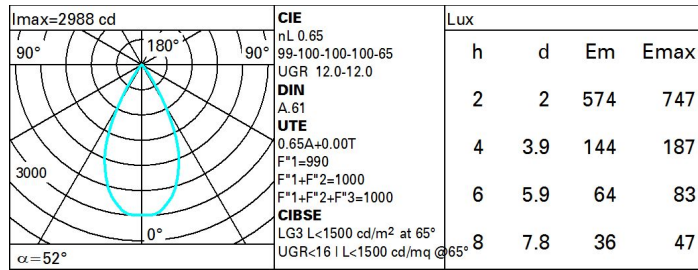 Imax=2988 cd
90° 180° 90°
3000
0°
α=52°
CIE
nL 0.65
99-100-100-100-65
UGR 12.0-12.0
DIN
A.61
UTE
0.65A+0.00T
F"1=990
F"1+F"2=1000
F"1+F"2+F"3=1000
CIBSE
LG3 L<1500 cd/m² at 65°
UGR<16 | L<1500 cd/mq @65°
Lux
h d Em Emax
2 2 574 747
4 3.9 144 187
6 5.9 64 83
8 7.8 36 47